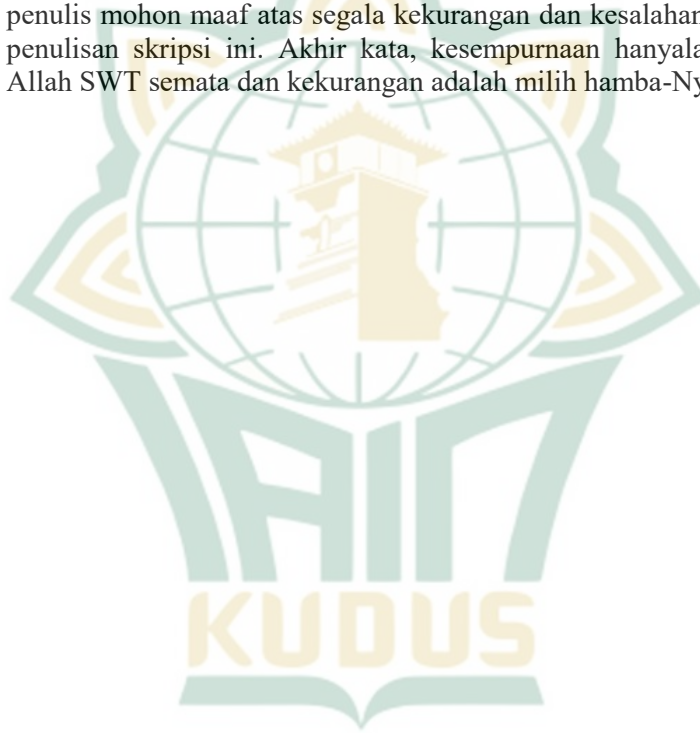 penulis mohon maaf atas segala kekurangan dan kesalahan
penulisan skripsi ini. Akhir kata, kesempurnaan hanyala
Allah SWT semata dan kekurangan adalah milih hamba-Ny
IAIN
KUDUS